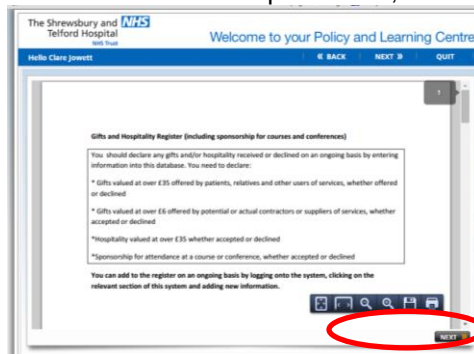 The Shrewsbury and NHS
Telford Hospital
NHS Trust
Welcome to your Policy and Learning Centre
Hello Clare Jowett
« BACK NEXT » QUIT
1
Gifts and Hospitality Register (including sponsorship for courses and conferences)
You should declare any gifts and/or hospitality received or declined on an ongoing basis by entering
information into this database. You need to declare:
* Gifts valued at over £35 offered by patients, relatives and other users of services, whether offered
or declined
* Gifts valued at over £6 offered by potential or actual contractors or suppliers of services, whether
accepted or declined
*Hospitality valued at over £35 whether accepted or declined
*Sponsorship for attendance at a course or conference, whether accepted or declined
You can add to the register on an ongoing basis by logging onto the system, clicking on the
relevant section of this system and adding new information.
NEXT »